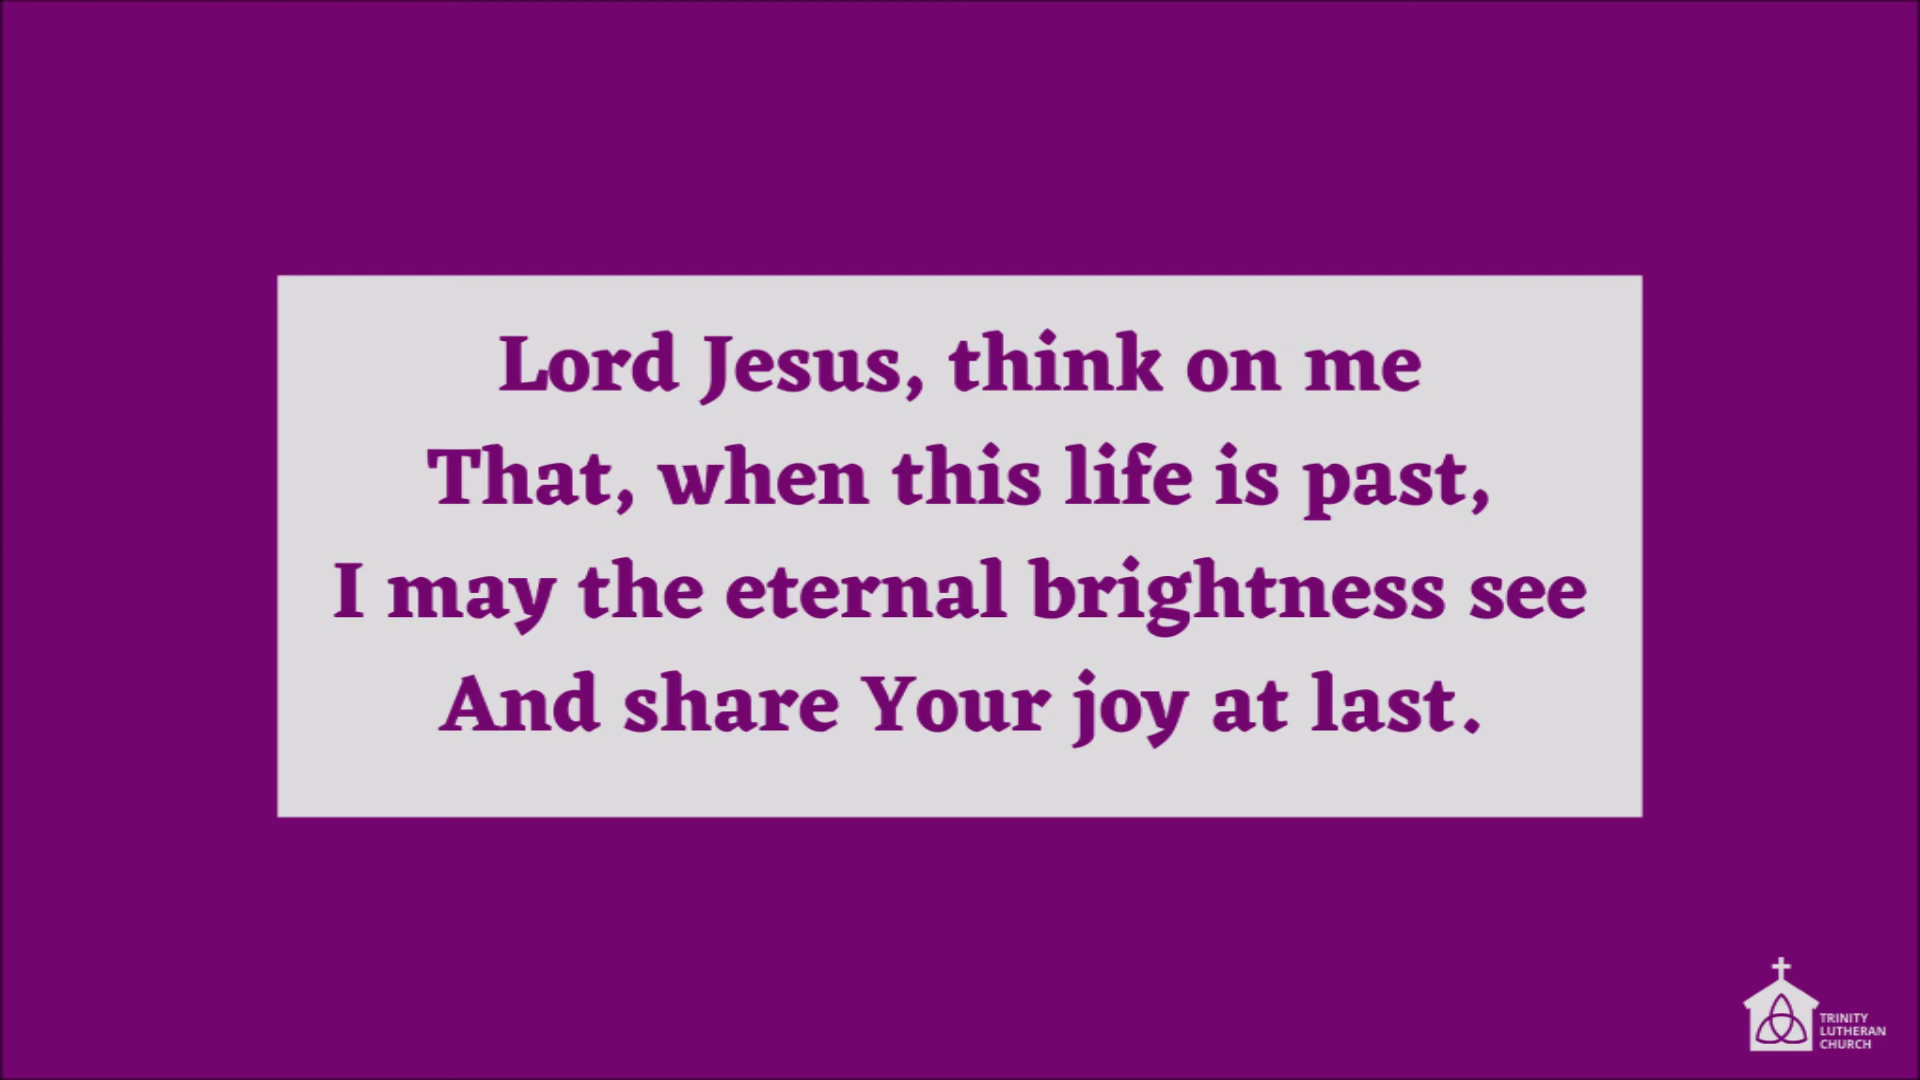 Lord Jesus, think on me
That, when this life is past,
I may the eternal brightness see
And share Your joy at last.
TRINITY
LUTHERAN
CHURCH